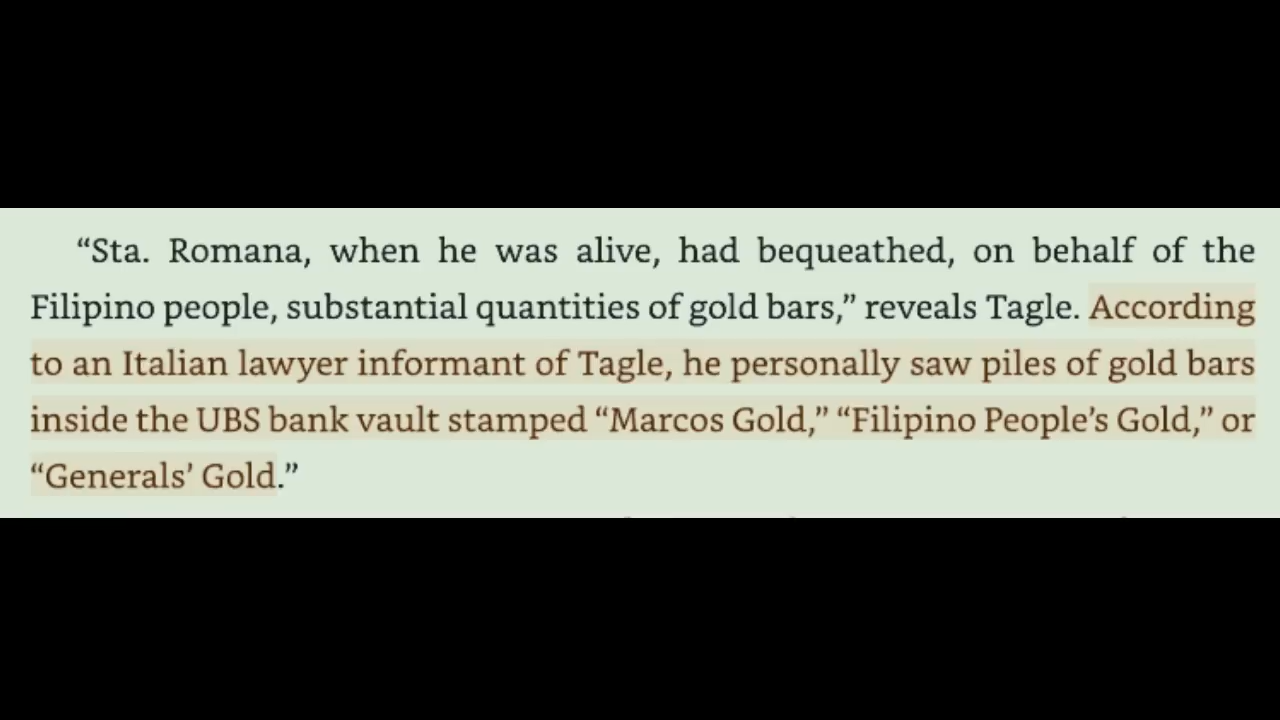 “Sta. Romana, when he was alive, had bequeathed, on behalf of the
Filipino people, substantial quantities of gold bars,” reveals Tagle. According
to an Italian lawyer informant of Tagle, he personally saw piles of gold bars
inside the UBS bank vault stamped “Marcos Gold,” “Filipino People’s Gold,” or
“Generals’ Gold.”